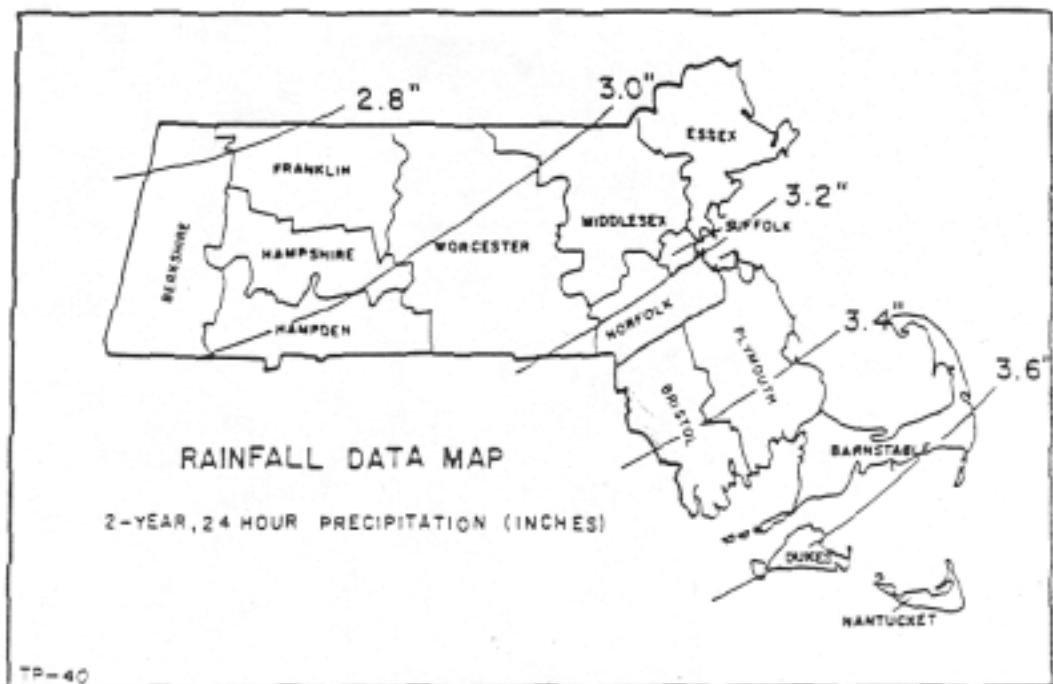 2.8"
3.0"
ESSEX
FRANKLIN
3.2"
MIDDLESEX
SUFFOLK
BERKSHIRE
HAMPSHIRE
WORCESTER
HAMPDEN
NORFOLK
3.4"
PLYMOUTH
3.6"
BRISTOL
BARNSTABLE
RAINFALL DATA MAP
2-YEAR, 24 HOUR PRECIPITATION (INCHES)
DUKES
NANTUCKET
TP-40